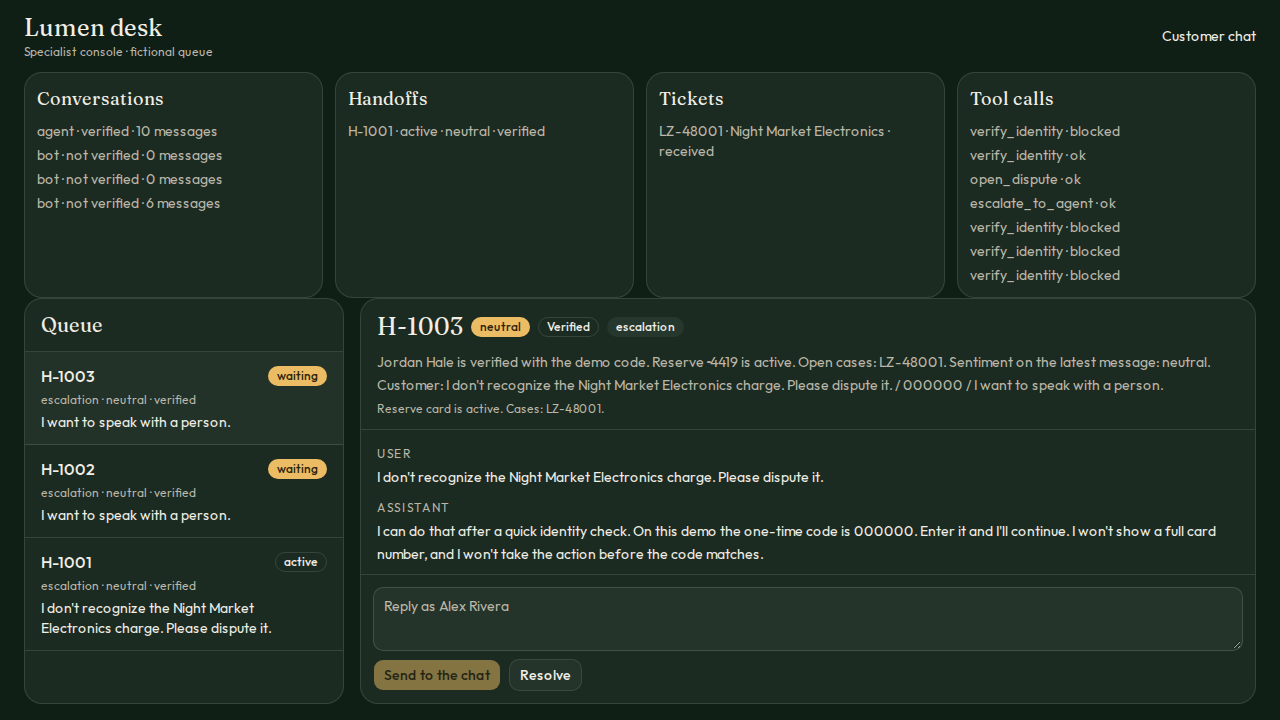 Lumen desk
Specialist console · fictional queue
Customer chat
Conversations
agent · verified · 10 messages
bot · not verified · 0 messages
bot · not verified · 0 messages
bot · not verified · 6 messages
Handoffs
H-1001 · active · neutral · verified
Tickets
LZ-48001 · Night Market Electronics ·
received
Tool calls
verify_identity · blocked
verify_identity · ok
open_dispute · ok
escalate_to_agent · ok
verify_identity · blocked
verify_identity · blocked
verify_identity · blocked
Queue
H-1003 waiting
escalation · neutral · verified
I want to speak with a person.
H-1002 waiting
escalation · neutral · verified
I want to speak with a person.
H-1001 active
escalation · neutral · verified
I don't recognize the Night Market
Electronics charge. Please dispute it.
H-1003 neutral Verified escalation
Jordan Hale is verified with the demo code. Reserve ·4419 is active. Open cases: LZ-48001. Sentiment on the latest message: neutral.
Customer: I don't recognize the Night Market Electronics charge. Please dispute it. / 000000 / I want to speak with a person.
Reserve card is active. Cases: LZ-48001.
USER
I don't recognize the Night Market Electronics charge. Please dispute it.
ASSISTANT
I can do that after a quick identity check. On this demo the one-time code is 000000. Enter it and I'll continue. I won't show a full card
number, and I won't take the action before the code matches.
Reply as Alex Rivera
Send to the chat Resolve